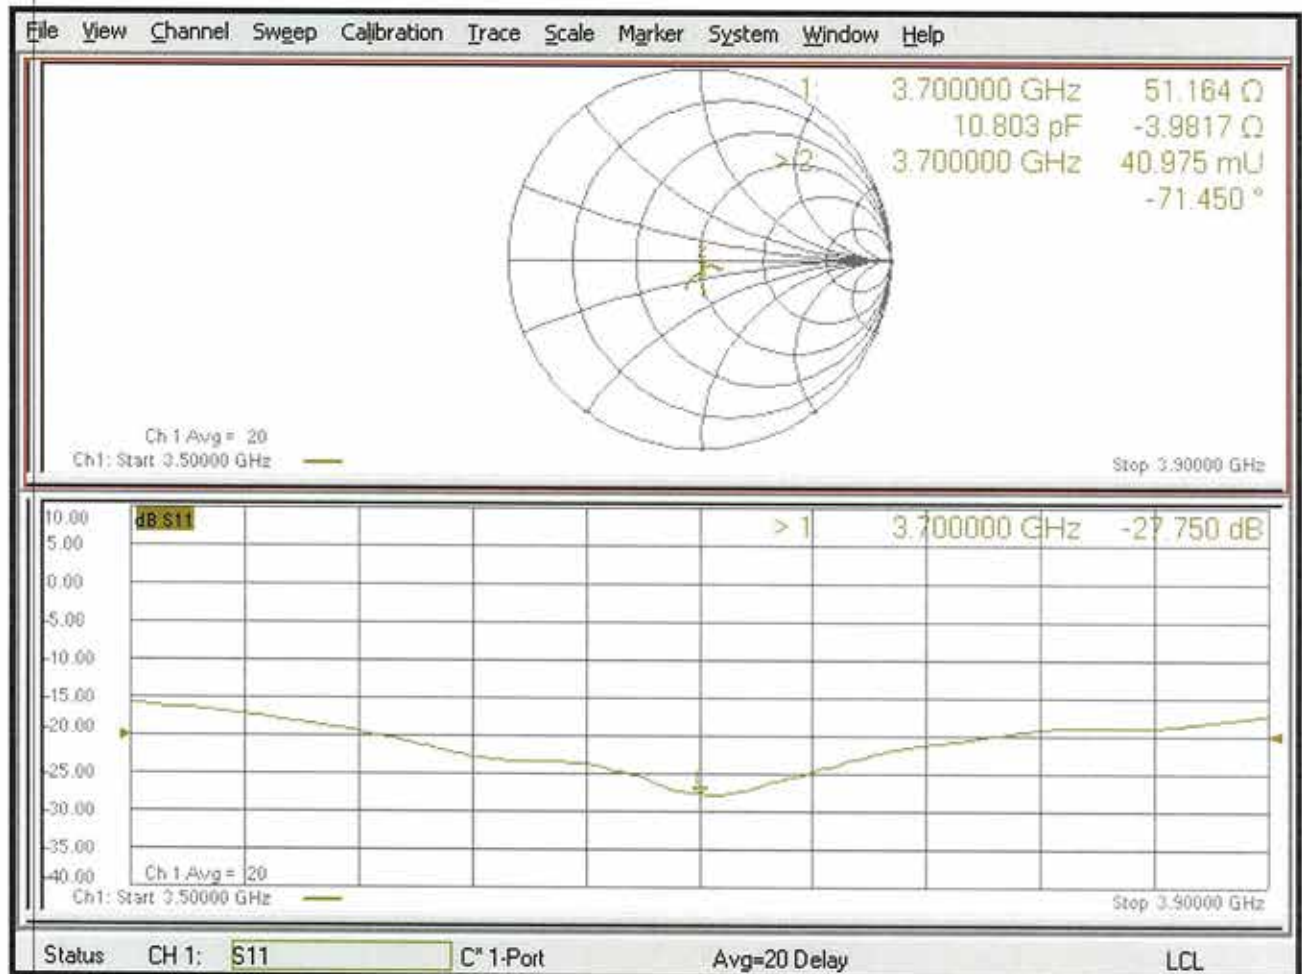 File View Channel Sweep Calibration Trace Scale Marker System Window Help
1: 3.700000 GHz 51.164 Ω
10.803 pF -3.9817 Ω
> 2: 3.700000 GHz 40.975 mU
-71.450 °
Ch 1 Avg = 20
Ch1: Start 3.50000 GHz Stop 3.90000 GHz
10.00
dB S11
> 1: 3.700000 GHz -27.750 dB
5.00
0.00
-5.00
-10.00
-15.00
-20.00
-25.00
-30.00
-35.00
-40.00
Ch 1 Avg = 20
Ch1: Start 3.50000 GHz Stop 3.90000 GHz
Status CH 1: S11 C* 1-Port Avg=20 Delay LCL